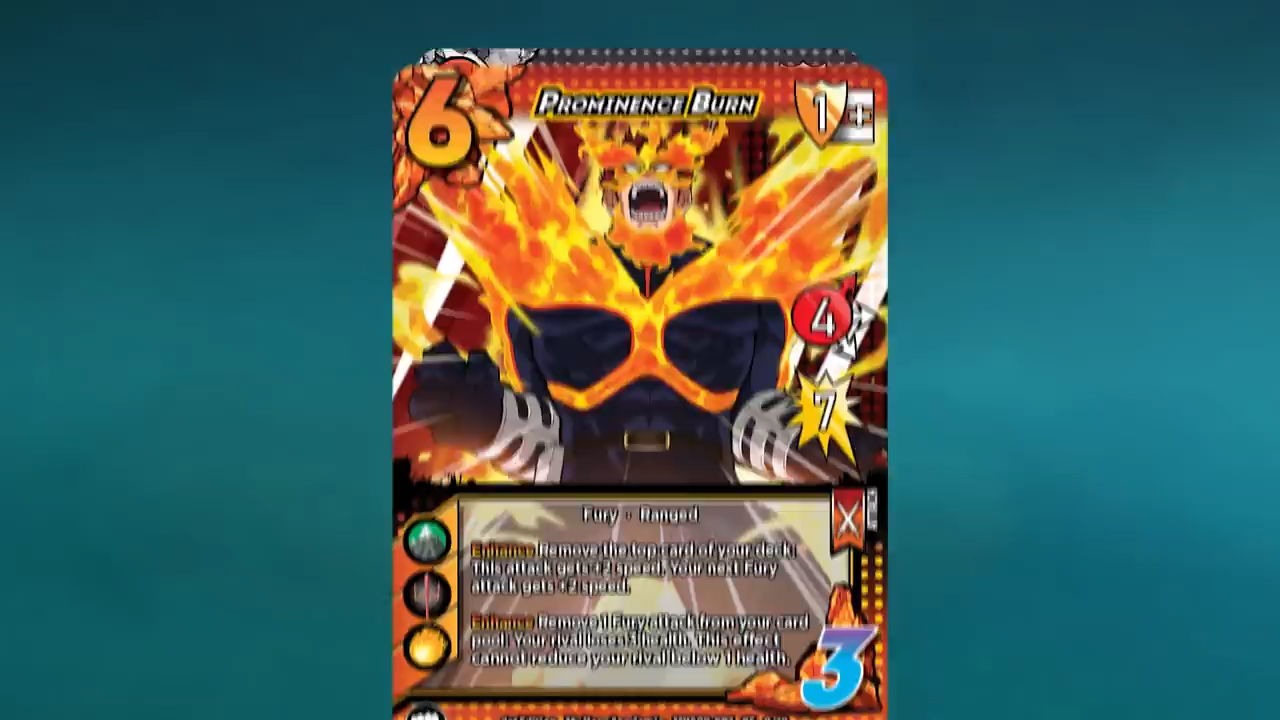 6
PROMINENCE BURN
1
+
4
7
Fury • Ranged
Enhance Remove the top card of your deck:
This attack gets +2 speed. Your next Fury
attack gets +2 speed.
Enhance Remove 1 Fury attack from your card
pool: Your rival loses health. This effect
cannot reduce your rival below 1 health.
3